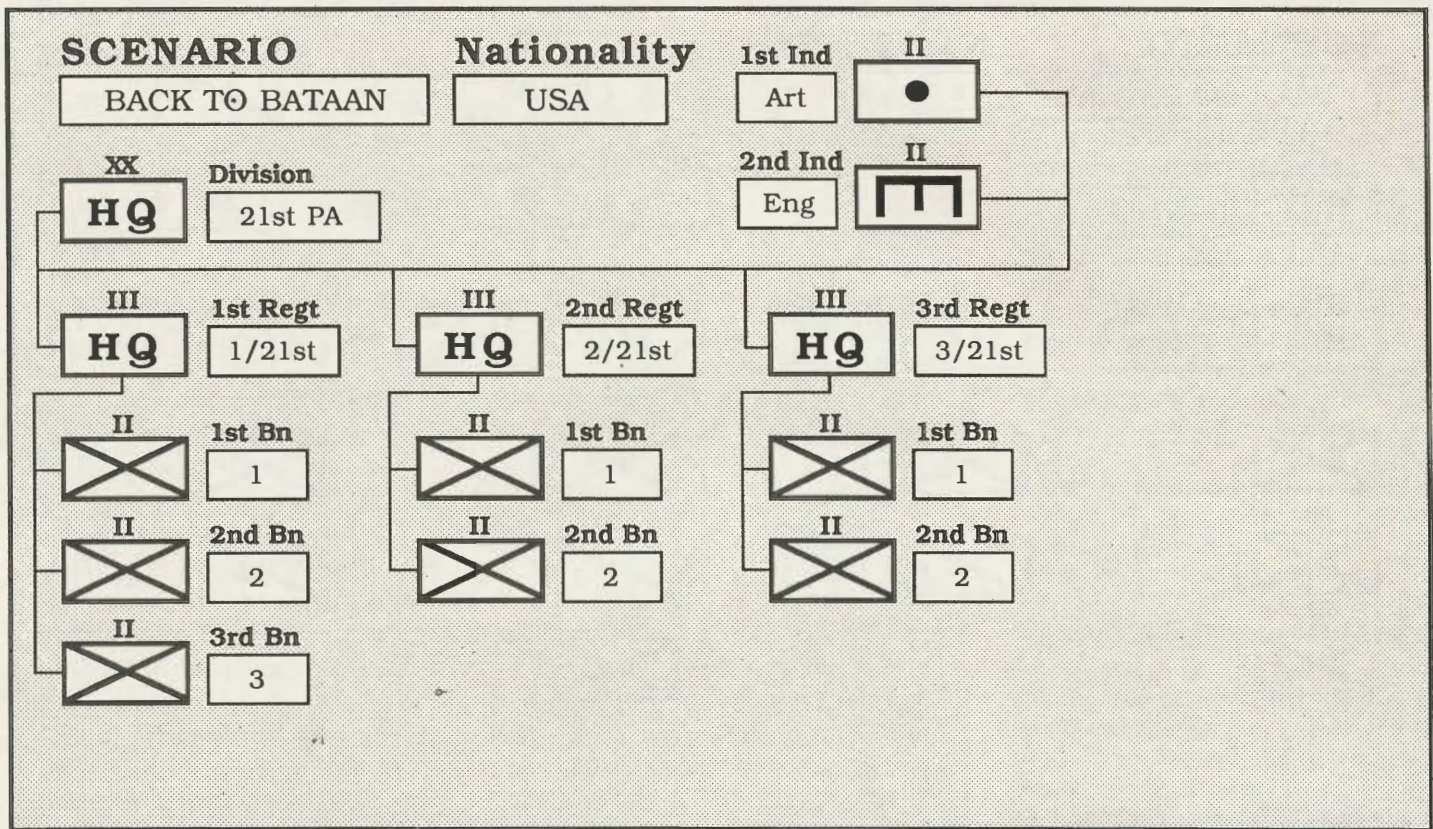 SCENARIO
BACK TO BATAAN
Nationality
USA
1st Ind
Art
II
2nd Ind
Eng
II
XX
HQ
Division
21st PA
III
HQ
1st Regt
1/21st
III
HQ
2nd Regt
2/21st
III
HQ
3rd Regt
3/21st
II
1st Bn
1
II
1st Bn
1
II
1st Bn
1
II
2nd Bn
2
II
2nd Bn
2
II
2nd Bn
2
II
3rd Bn
3